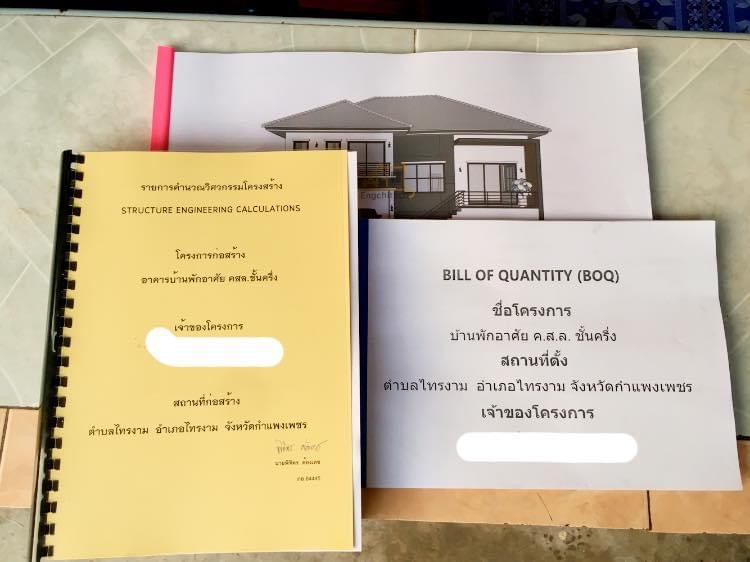 รายการคำนวณวิศวกรรมโครงสร้าง
STRUCTURE ENGINEERING CALCULATIONS
โครงการก่อสร้าง
อาคารบ้านพักอาศัย คสล.ชั้นครึ่ง
เจ้าของโครงการ
สถานที่ก่อสร้าง
ตำบลไทรงาม อำเภอไทรงาม จังหวัดกำแพงเพชร
ภย.84445
Engchit
BILL OF QUANTITY (BOQ)
ชื่อโครงการ
บ้านพักอาศัย ค.ส.ล. ชั้นครึ่ง
สถานที่ตั้ง
ตำบลไทรงาม อำเภอไทรงาม จังหวัดกำแพงเพชร
เจ้าของโครงการ